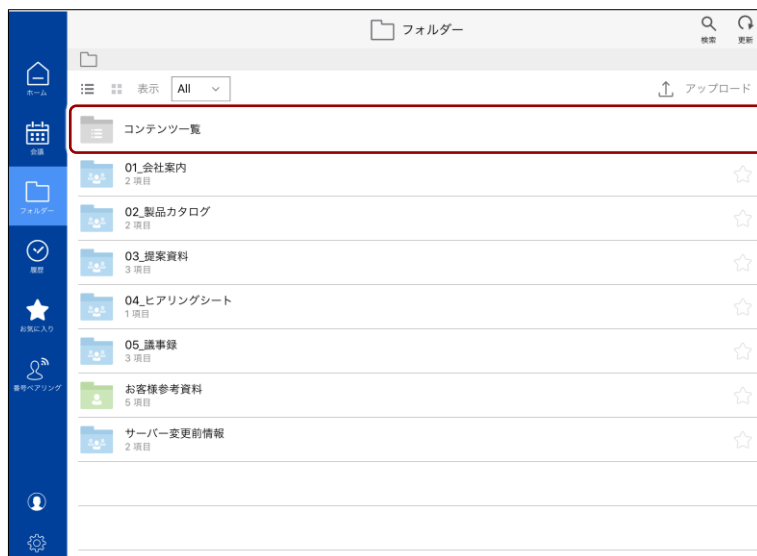 フォルダー
検索
更新
ホーム
会議
フォルダー
履歴
お気に入り
番号ペアリング
表示
All
アップロード
コンテンツ一覧
01_会社案内
2 項目
02_製品カタログ
2 項目
03_提案資料
3 項目
04_ヒアリングシート
1 項目
05_議事録
3 項目
お客様参考資料
5 項目
サーバー変更前情報
2 項目